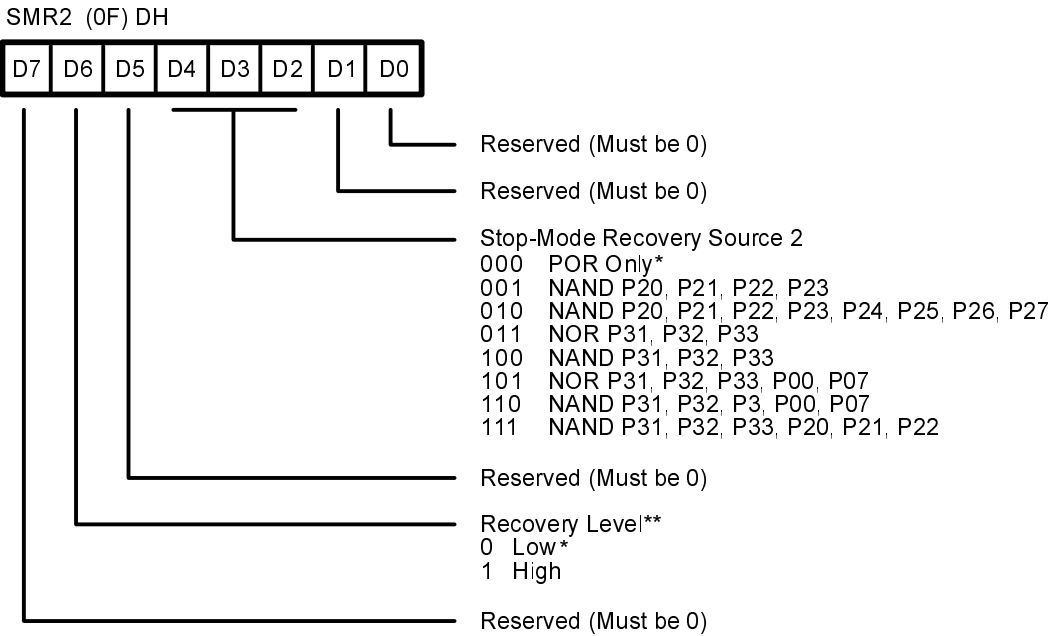 SMR2 (0F) DH
D7 D6 D5 D4 D3 D2 D1 D0
Reserved (Must be 0)
Reserved (Must be 0)
Stop-Mode Recovery Source 2
000 POR Only*
001 NAND P20, P21, P22, P23
010 NAND P20, P21, P22, P23, P24, P25, P26, P27
011 NOR P31, P32, P33
100 NAND P31, P32, P33
101 NOR P31, P32, P33, P00, P07
110 NAND P31, P32, P3, P00, P07
111 NAND P31, P32, P33, P20, P21, P22
Reserved (Must be 0)
Recovery Level**
0 Low*
1 High
Reserved (Must be 0)